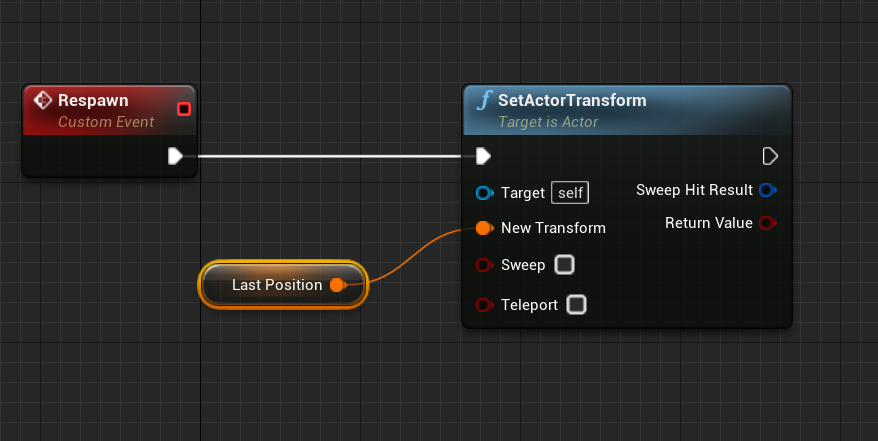 Respawn
Custom Event
SetActorTransform
Target is Actor
Target self
Sweep Hit Result
New Transform
Return Value
Last Position
Sweep
Teleport